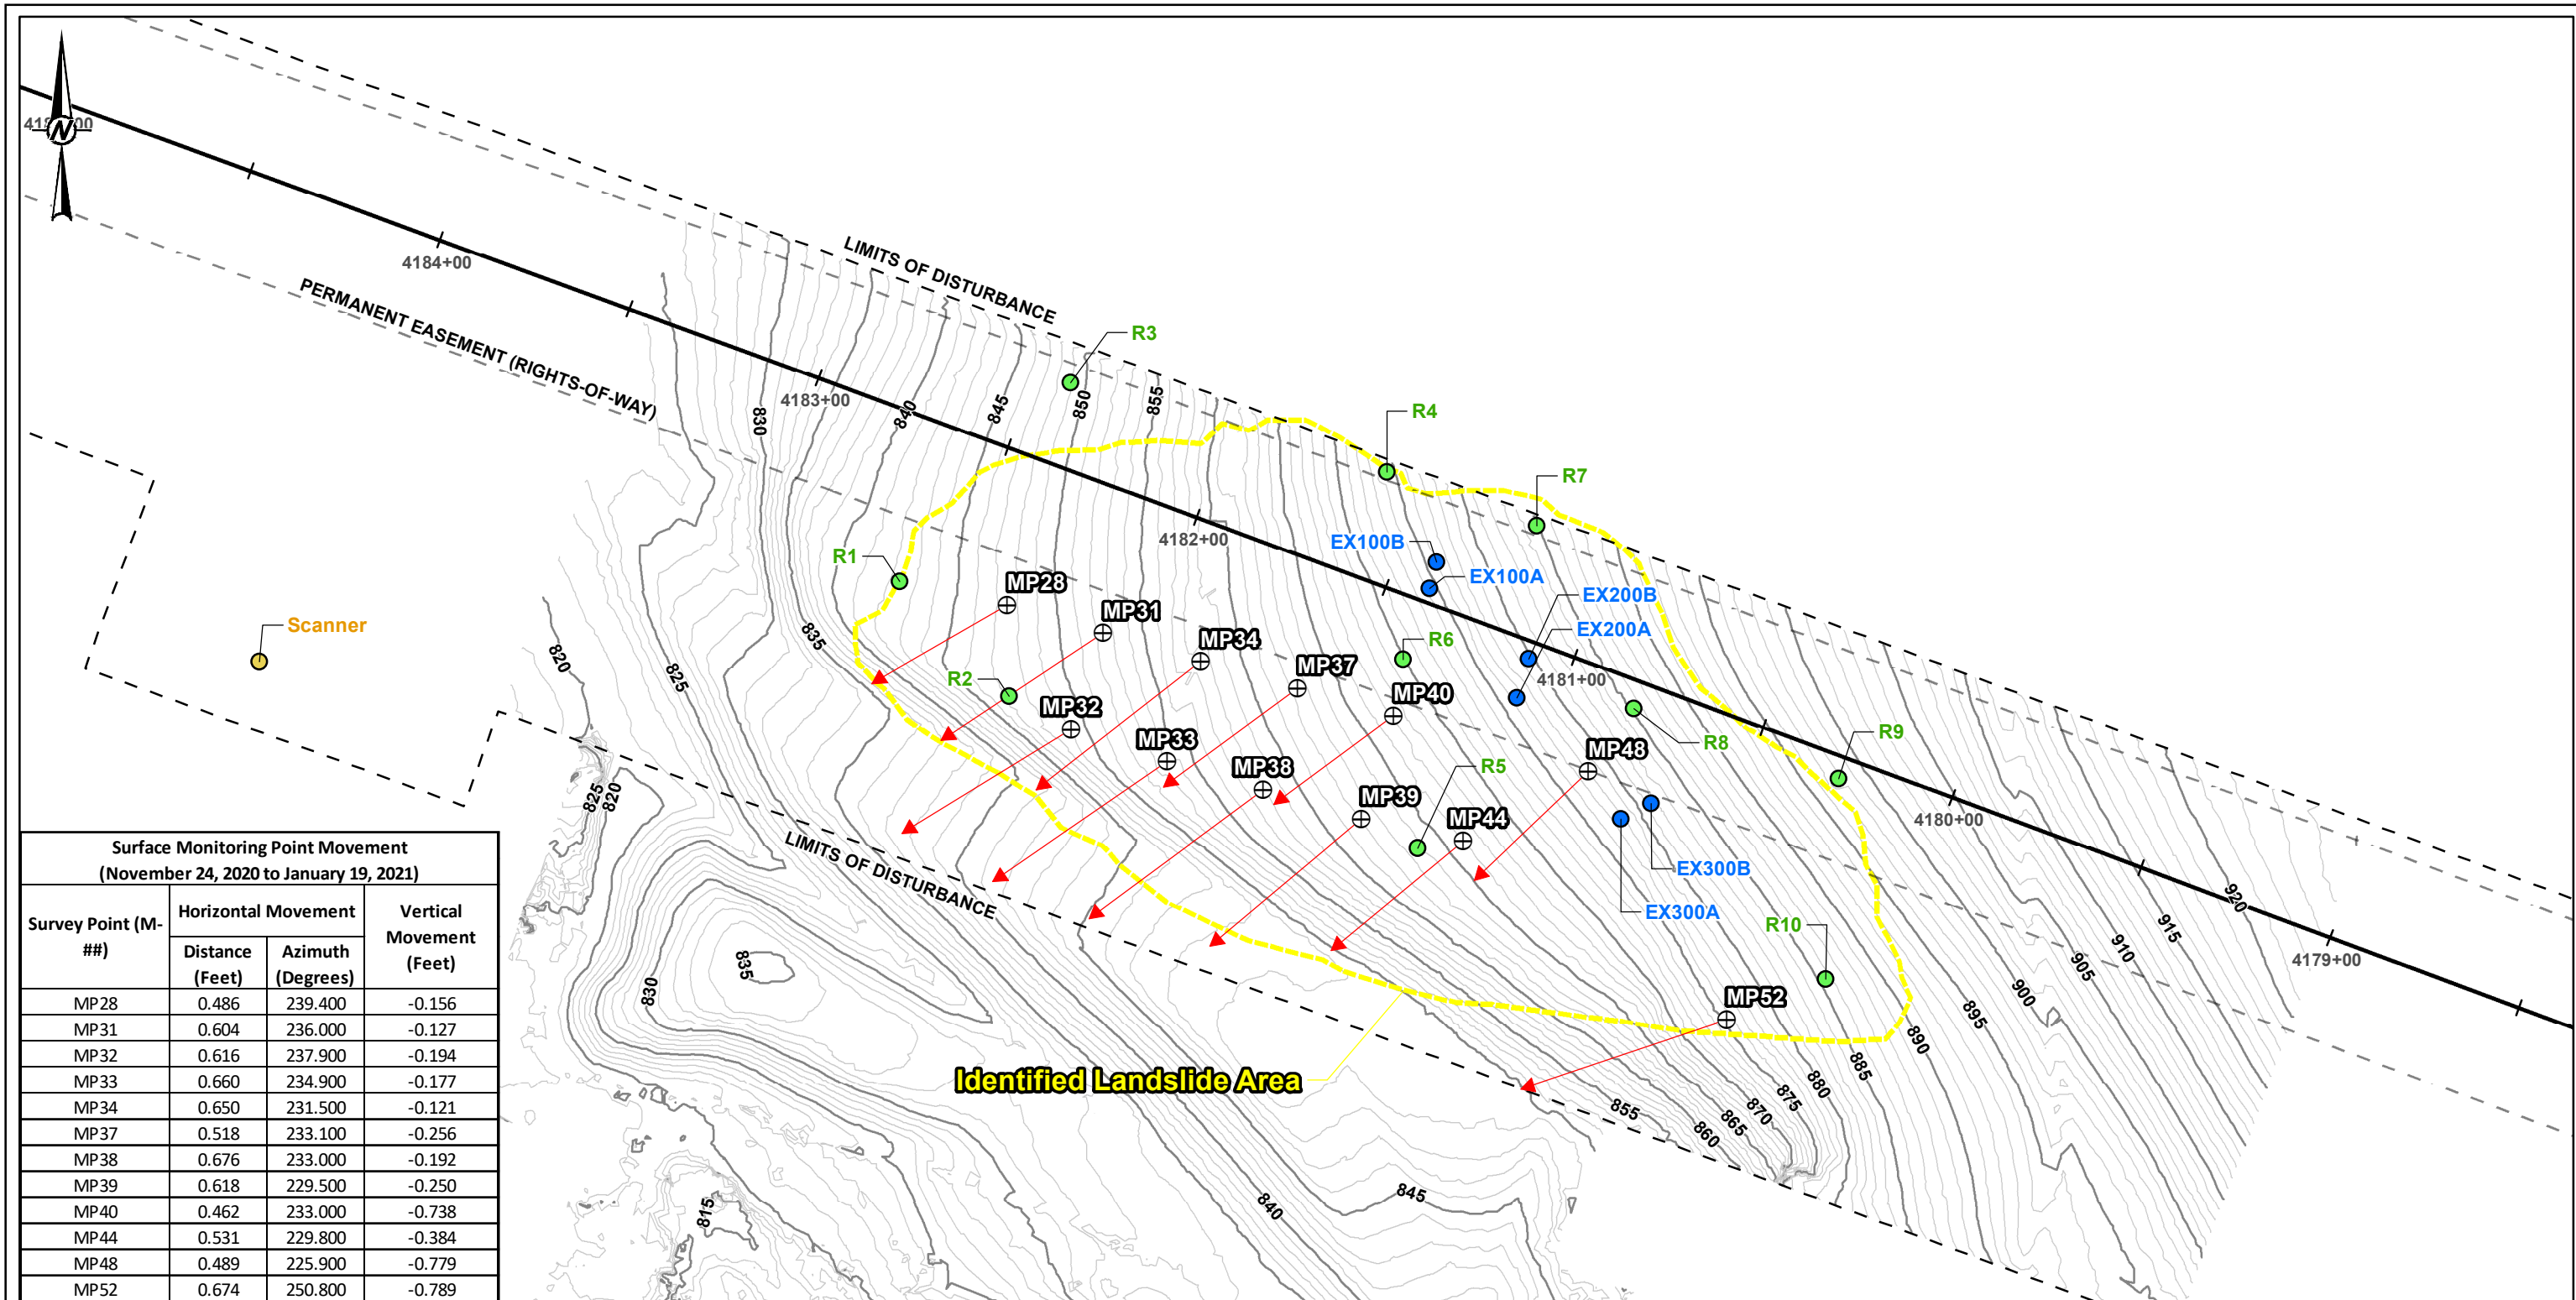 N
4184+00
LIMITS OF DISTURBANCE
PERMANENT EASEMENT (RIGHTS-OF-WAY)
R3
4183+00
830
840
845
850
855
R4
R7
4182+00
EX100B
EX100A
EX200B
EX200A
R1
MP28
MP31
MP34
MP37
R6
MP40
4181+00
Scanner
820
825
835
R2
MP32
MP33
MP38
MP39
R5
MP44
MP48
R8
R9
4180+00
EX300B
EX300A
R10
MP52
825
820
LIMITS OF DISTURBANCE
835
830
920
915
910
905
900
895
890
885
880
875
870
865
860
855
4179+00
Identified Landslide Area
845
840
815
Surface Monitoring Point Movement
(November 24, 2020 to January 19, 2021)
Survey Point (M-
##)
Horizontal Movement
Vertical
Movement
(Feet)
Distance
(Feet)
Azimuth
(Degrees)
MP28 0.486 239.400 -0.156
MP31 0.604 236.000 -0.127
MP32 0.616 237.900 -0.194
MP33 0.660 234.900 -0.177
MP34 0.650 231.500 -0.121
MP37 0.518 233.100 -0.256
MP38 0.676 233.000 -0.192
MP39 0.618 229.500 -0.250
MP40 0.462 233.000 -0.738
MP44 0.531 229.800 -0.384
MP48 0.489 225.900 -0.779
MP52 0.674 250.800 -0.789